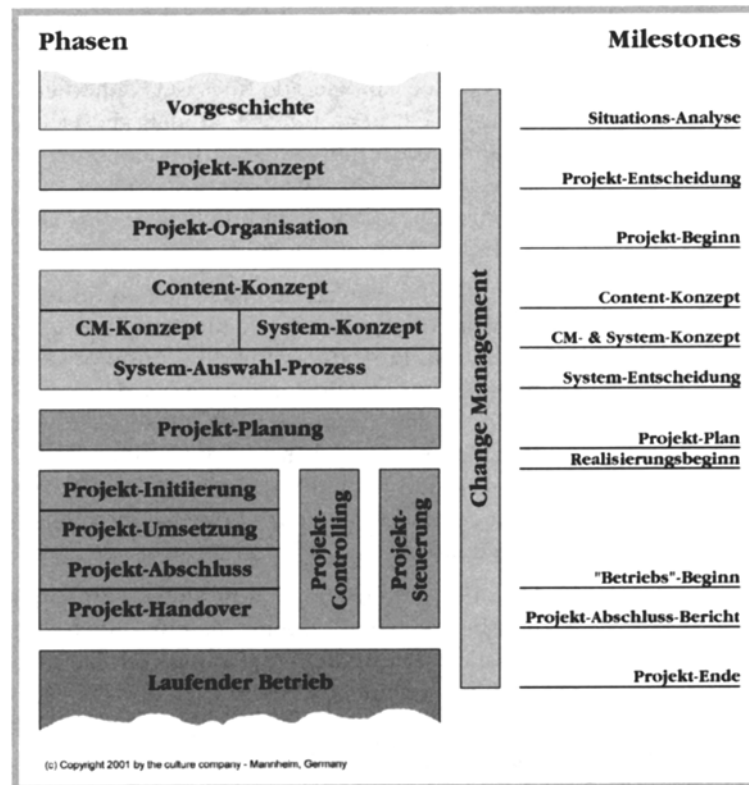 Phasen
Milestones
Vorgeschichte
Projekt-Konzept
Projekt-Organisation
Content-Konzept
CM-Konzept
System-Konzept
System-Auswahl-Prozess
Projekt-Planung
Projekt-Initiierung
Projekt-Umsetzung
Projekt-Abschluss
Projekt-Handover
Projekt-
Controlling
Projekt-
Steuerung
Laufender Betrieb
Change Management
Situations-Analyse
Projekt-Entscheidung
Projekt-Beginn
Content-Konzept
CM- & System-Konzept
System-Entscheidung
Projekt-Plan
Realisierungsbeginn
"Betriebs"-Beginn
Projekt-Abschluss-Bericht
Projekt-Ende
(c) Copyright 2001 by the culture company - Mannheim, Germany